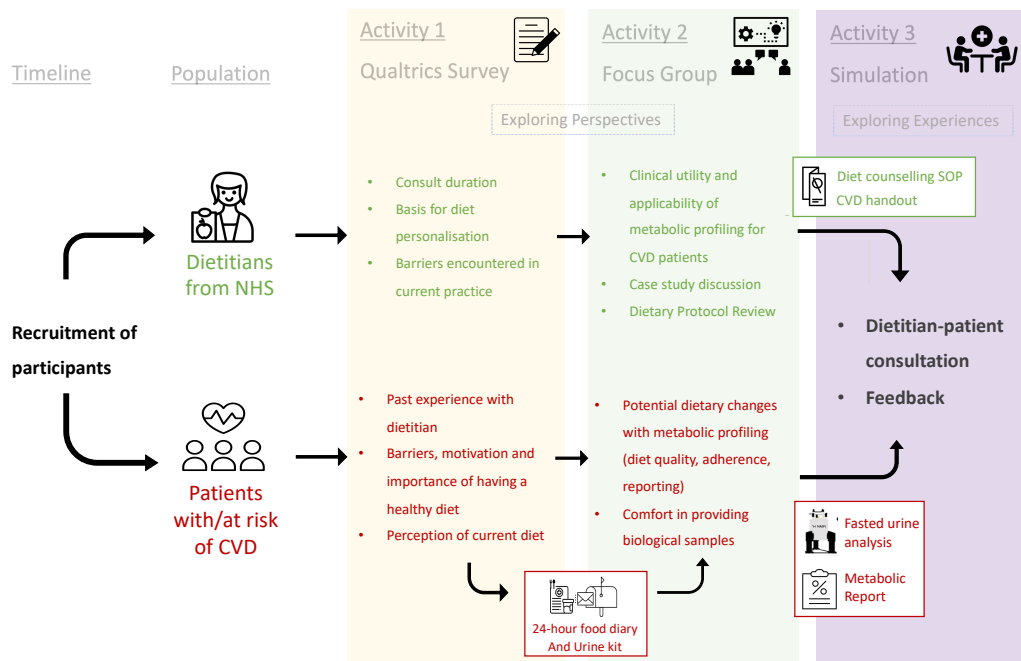 Timeline
Population
Activity 1
Qualtrics Survey
Activity 2
Focus Group
Activity 3
Simulation
Exploring Perspectives
Exploring Experiences
Recruitment of
participants
Dietitians
from NHS
• Consult duration
• Basis for diet
personalisation
• Barriers encountered in
current practice
• Clinical utility and
applicability of
metabolic profiling for
CVD patients
• Case study discussion
• Dietary Protocol Review
Diet counselling SOP
CVD handout
• Dietitian-patient
consultation
• Feedback
Patients
with/at risk
of CVD
• Past experience with
dietitian
• Barriers, motivation and
importance of having a
healthy diet
• Perception of current diet
24-hour food diary
And Urine kit
• Potential dietary changes
with metabolic profiling
(diet quality, adherence,
reporting)
• Comfort in providing
biological samples
Fasted urine
analysis
%
Metabolic
Report